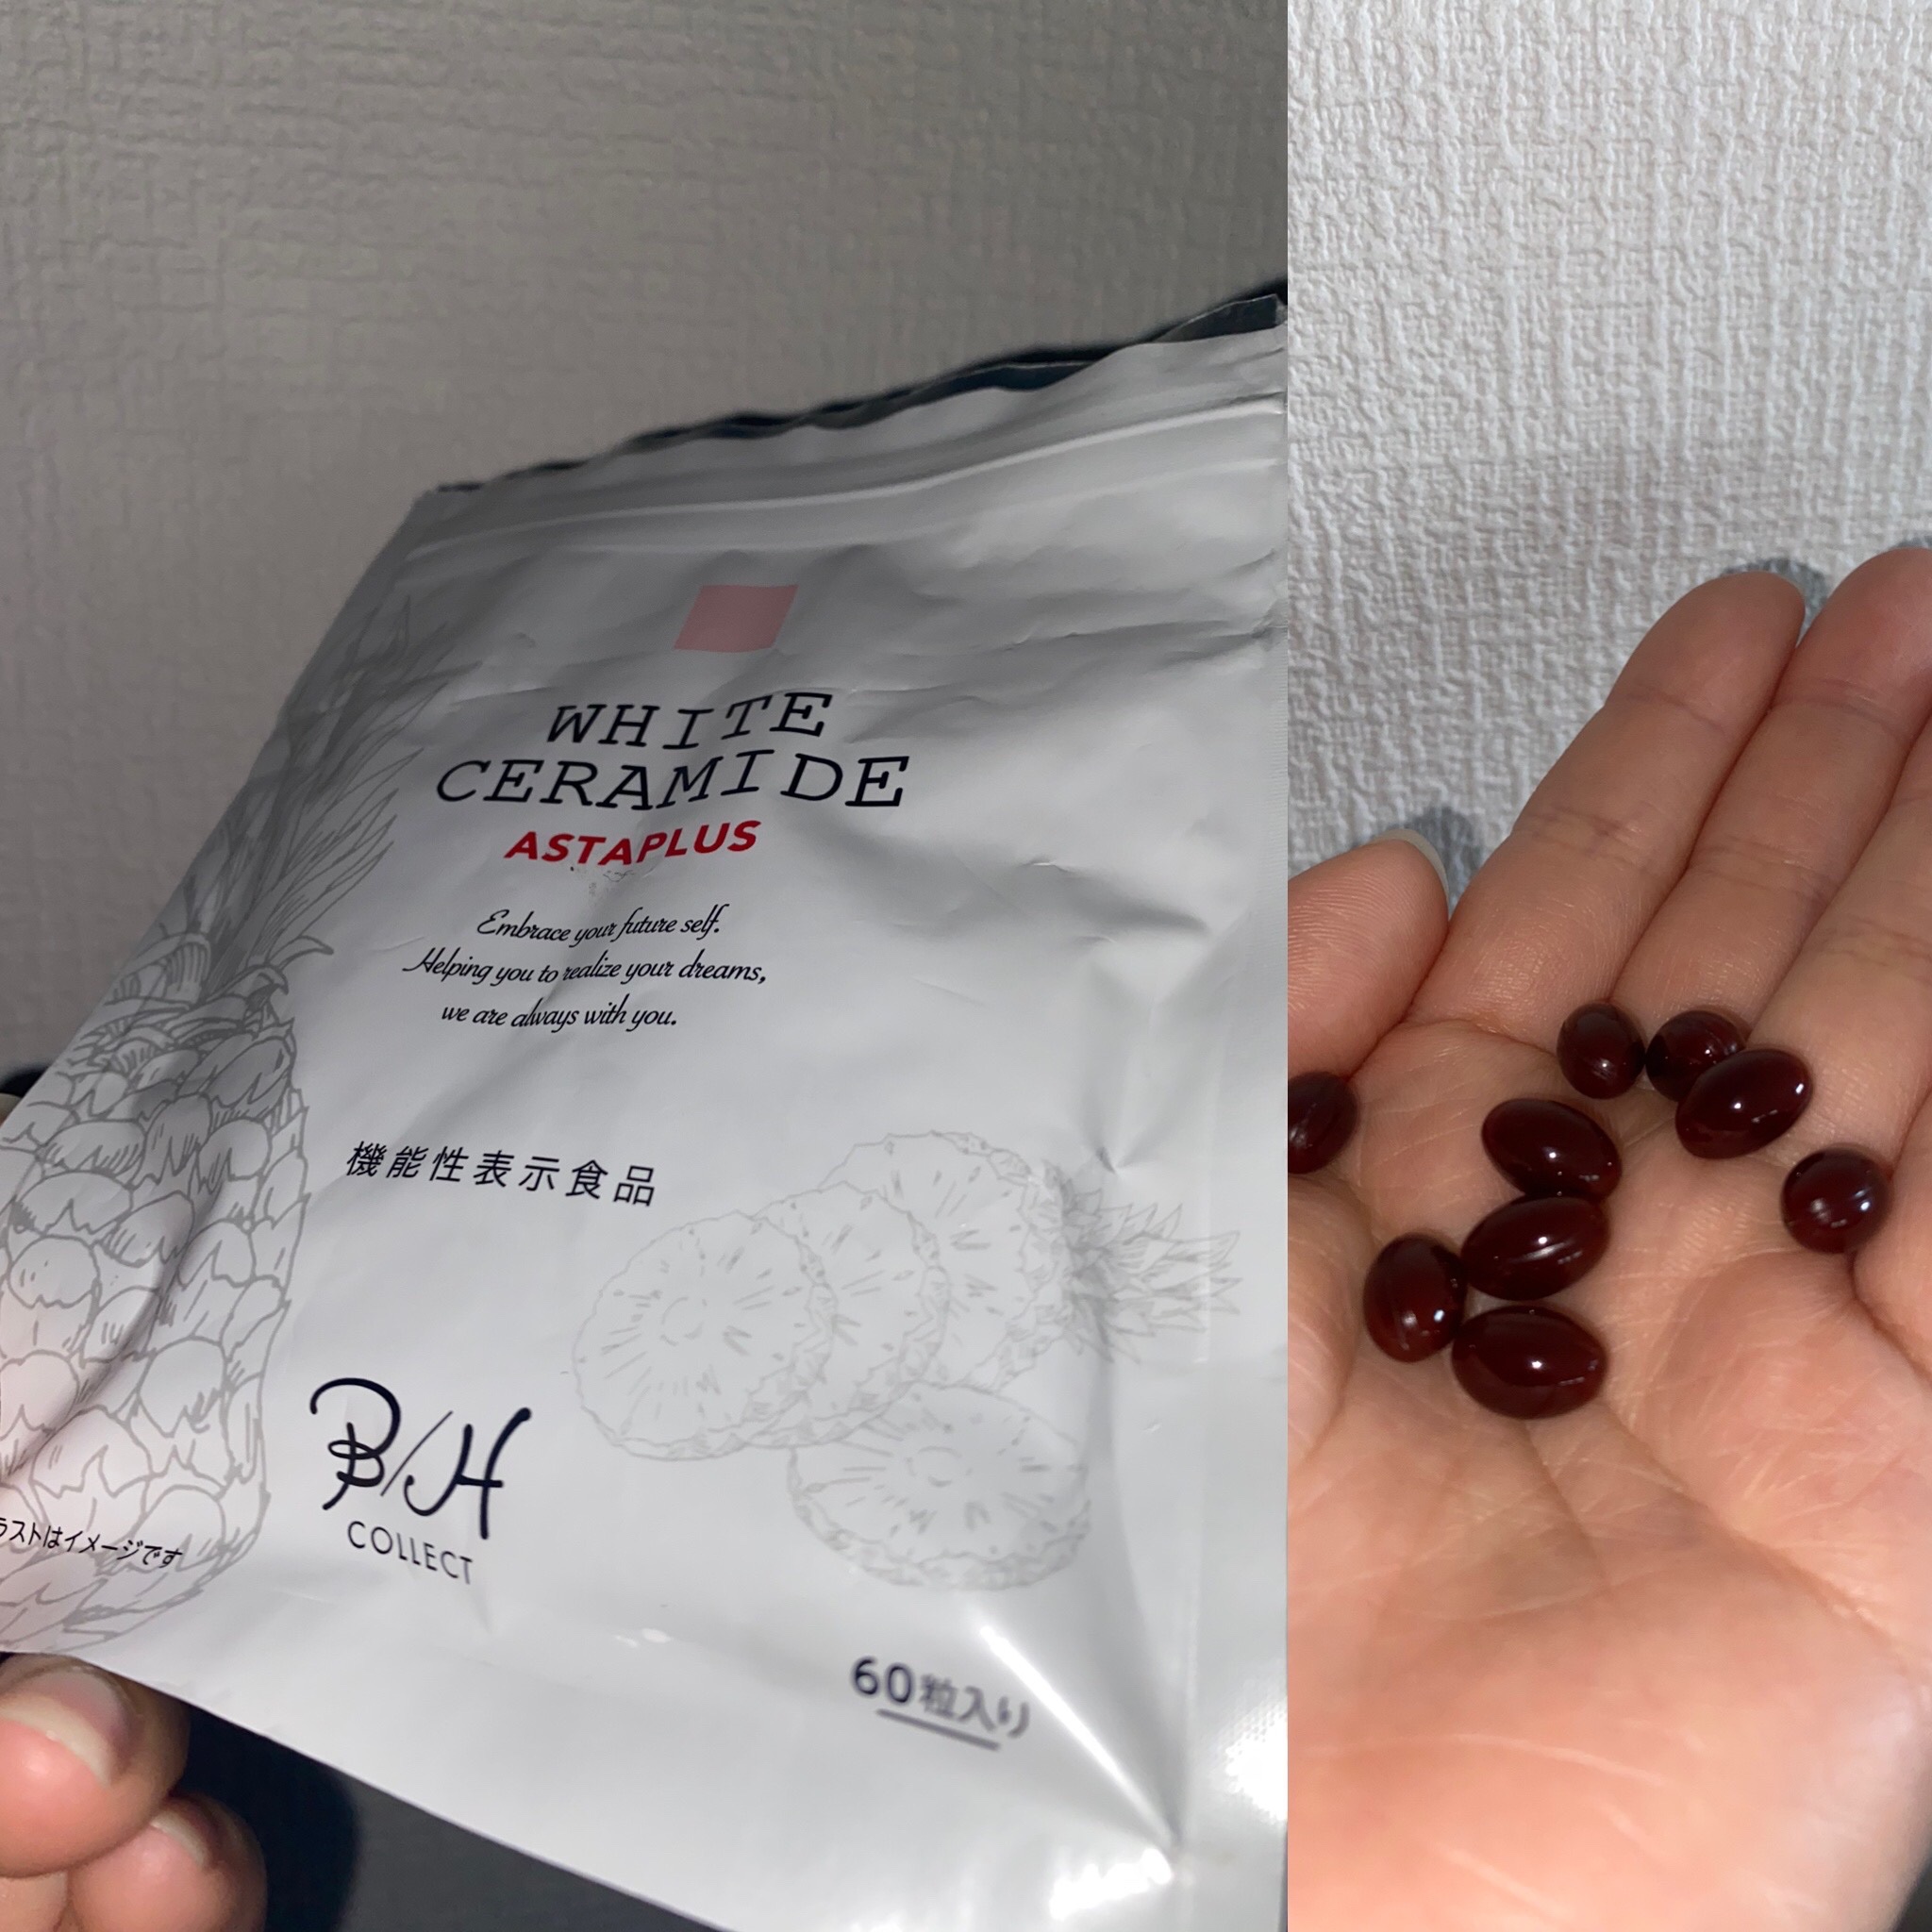 WHITE
CERAMIDE
ASTAPLUS
Embrace your future self.
Helping you to realize your dreams,
we are always with you.
機能性表示食品
B/H
COLLECT
ラストはイメージです
60粒入り